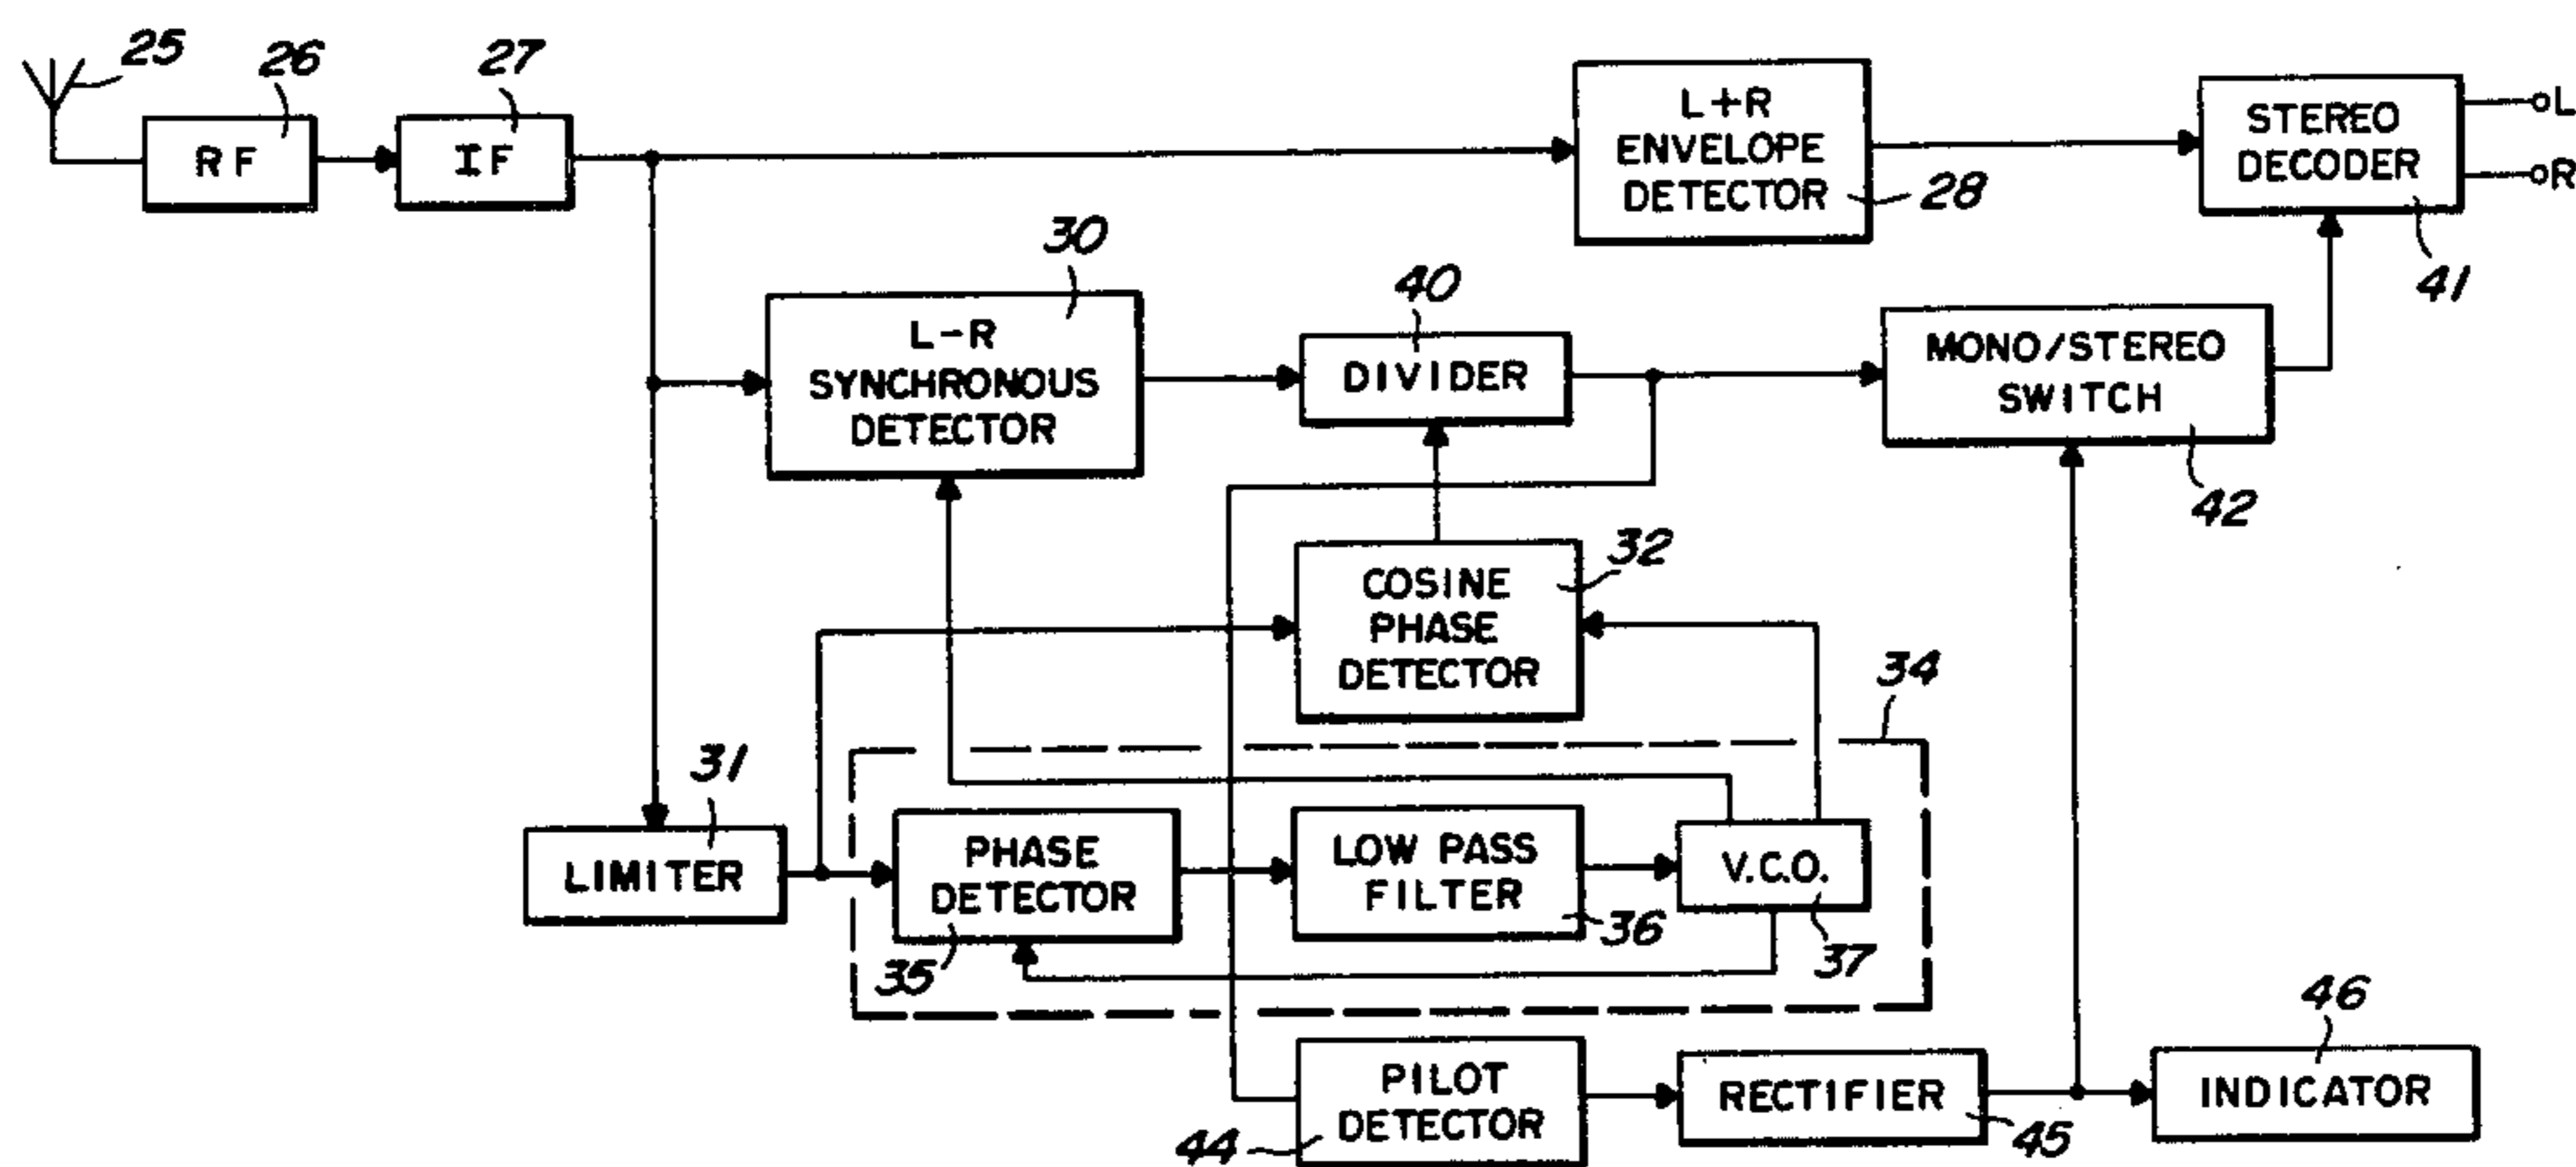 25
26
27
RF
IF
L+R
ENVELOPE
DETECTOR
28
STEREO
DECODER
L
R
41
30
L-R
SYNCHRONOUS
DETECTOR
40
DIVIDER
MONO/STEREO
SWITCH
42
32
COSINE
PHASE
DETECTOR
34
31
LIMITER
PHASE
DETECTOR
35
LOW PASS
FILTER
36
V.C.O.
37
PILOT
DETECTOR
44
RECTIFIER
45
46
INDICATOR